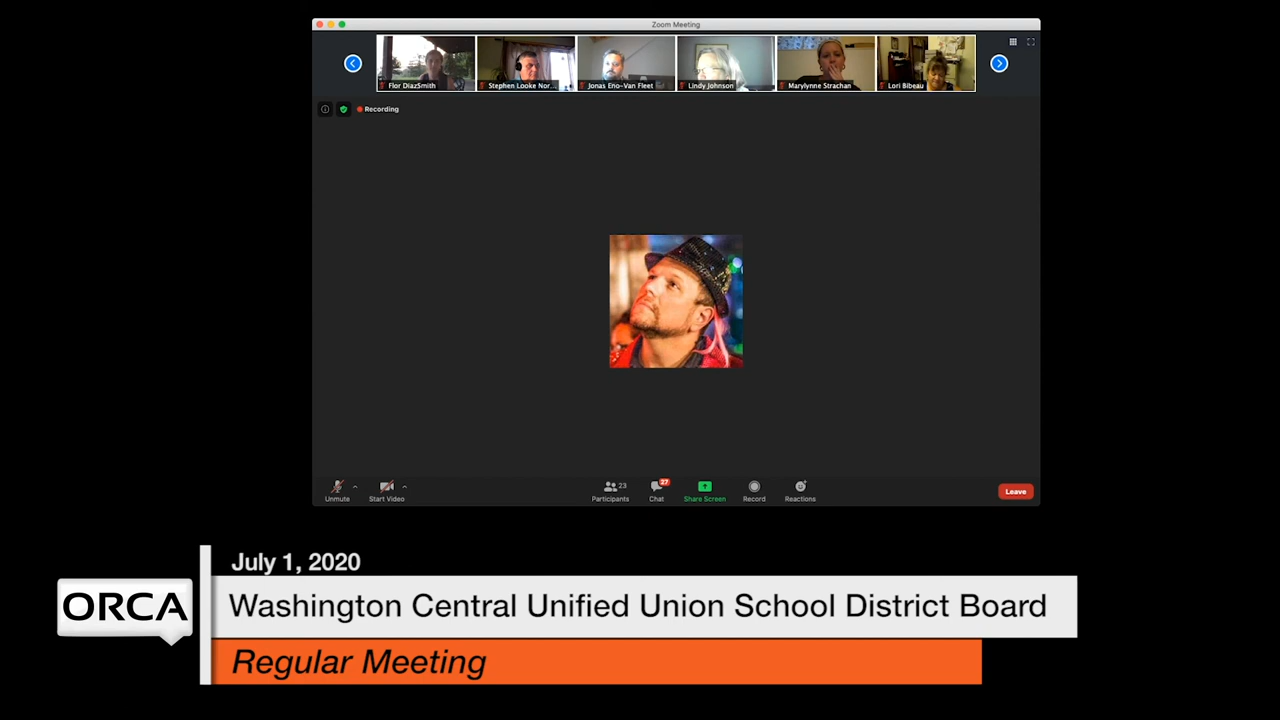 Zoom Meeting
Flor DiazSmith
Stephen Looke Nor...
Jonas Eno-Van Fleet
Lindy Johnson
Marylynne Strachan
Lori Bibeau
Recording
Unmute
Start Video
23
Participants
37
Chat
Share Screen
Record
Reactions
Leave
July 1, 2020
ORCA
Washington Central Unified Union School District Board
Regular Meeting